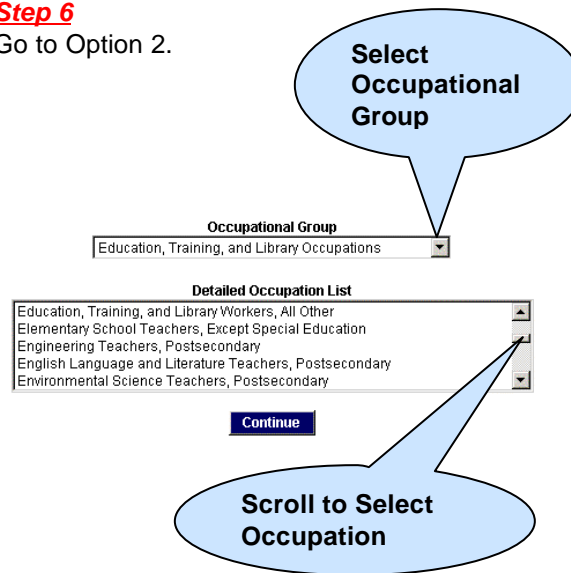 Step 6
Go to Option 2.
Select
Occupational
Group
Occupational Group
Education, Training, and Library Occupations
Detailed Occupation List
Education, Training, and Library Workers, All Other
Elementary School Teachers, Except Special Education
Engineering Teachers, Postsecondary
English Language and Literature Teachers, Postsecondary
Environmental Science Teachers, Postsecondary
Continue
Scroll to Select
Occupation